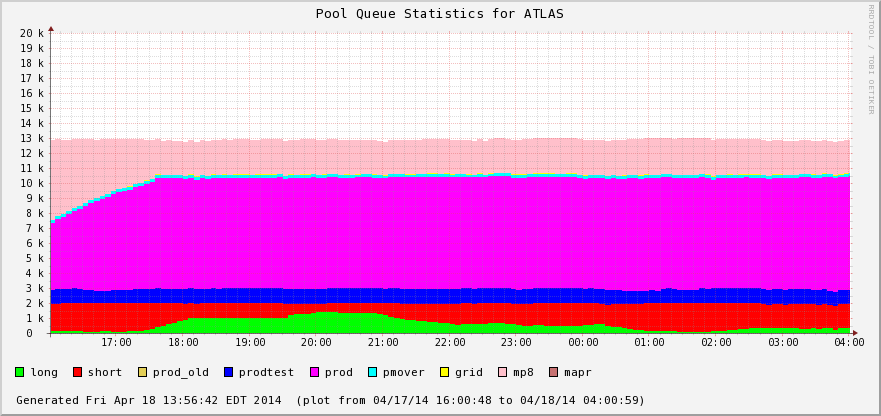 Pool Queue Statistics for ATLAS
RRDTOOL / TOBI OETIKER
20 k
19 k
18 k
17 k
16 k
15 k
14 k
13 k
12 k
11 k
10 k
9 k
8 k
7 k
6 k
5 k
4 k
3 k
2 k
1 k
0
17:00 18:00 19:00 20:00 21:00 22:00 23:00 00:00 01:00 02:00 03:00 04:00
long short prod_old prodtest prod pmover grid mp8 mapr
Generated Fri Apr 18 13:56:42 EDT 2014 (plot from 04/17/14 16:00:48 to 04/18/14 04:00:59)